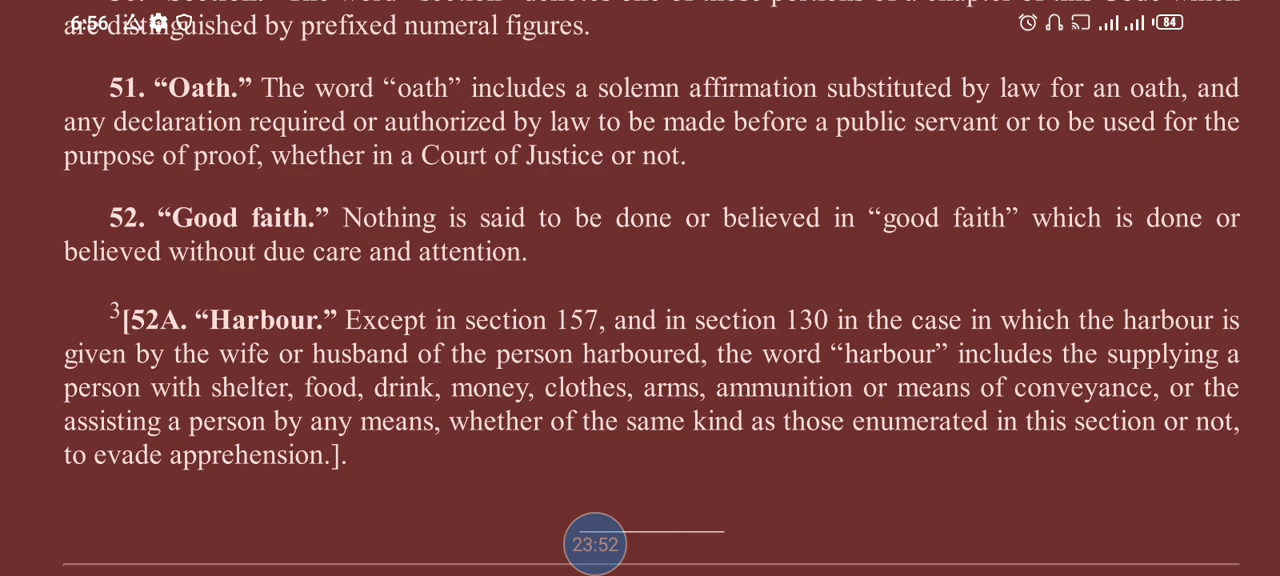 6:56 84
are distinguished by prefixed numeral figures.
51. “Oath.” The word “oath” includes a solemn affirmation substituted by law for an oath, and
any declaration required or authorized by law to be made before a public servant or to be used for the
purpose of proof, whether in a Court of Justice or not.
52. “Good faith.” Nothing is said to be done or believed in “good faith” which is done or
believed without due care and attention.
3[52A. “Harbour.” Except in section 157, and in section 130 in the case in which the harbour is
given by the wife or husband of the person harboured, the word “harbour” includes the supplying a
person with shelter, food, drink, money, clothes, arms, ammunition or means of conveyance, or the
assisting a person by any means, whether of the same kind as those enumerated in this section or not,
to evade apprehension.].
23:52